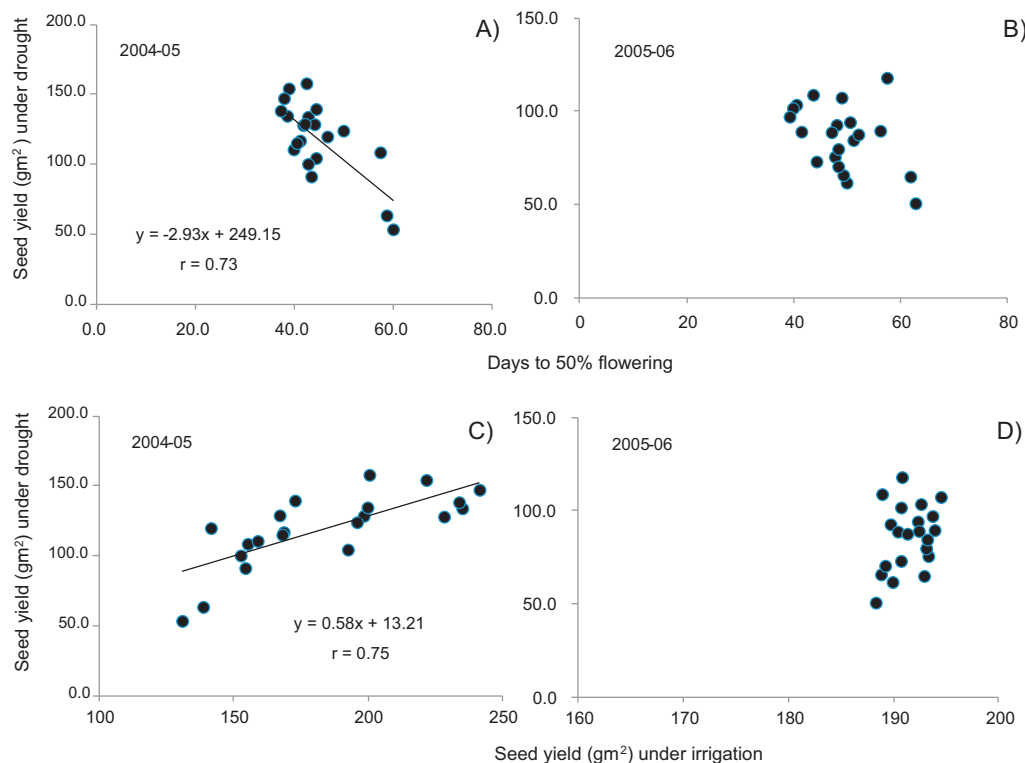 A)
2004-05
Seed yield (gm²) under drought
200.0
150.0
100.0
50.0
0.0
y = -2.93x + 249.15
r = 0.73
0.0 20.0 40.0 60.0 80.0
B)
2005-06
150.0
100.0
50.0
0.0
0 20 40 60 80
Days to 50% flowering
C)
2004-05
Seed yield (gm²) under drought
200.0
150.0
100.0
50.0
0.0
y = 0.58x + 13.21
r = 0.75
100 150 200 250
D)
2005-06
150.0
100.0
50.0
0.0
160 170 180 190 200
Seed yield (gm²) under irrigation